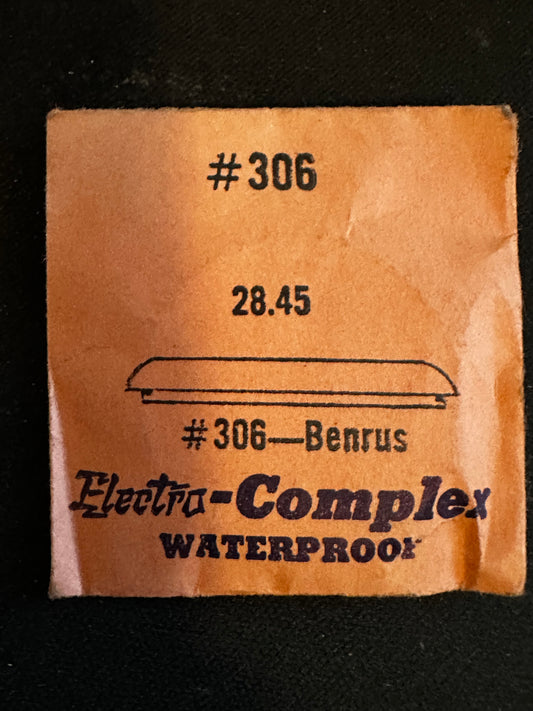 #306
28.45
#306—Benrus
Electro-Complex
WATERPROOF